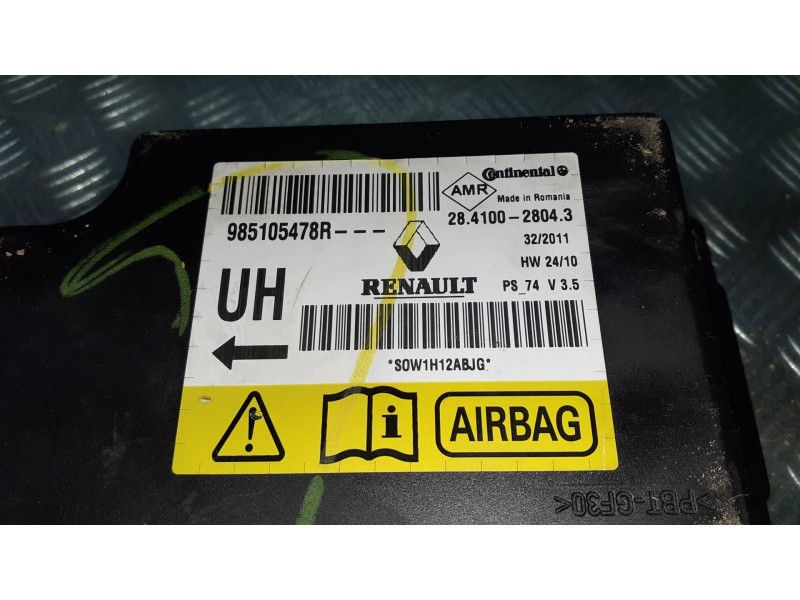 Continental
AMR
Made in Romania
985105478R---
28.4100-2804.3
32/2011
HW 24/10
UH
RENAULT
PS_74 V 3.5
*S0W1H12ABJG*
i
AIRBAG
>PBT-GF30<